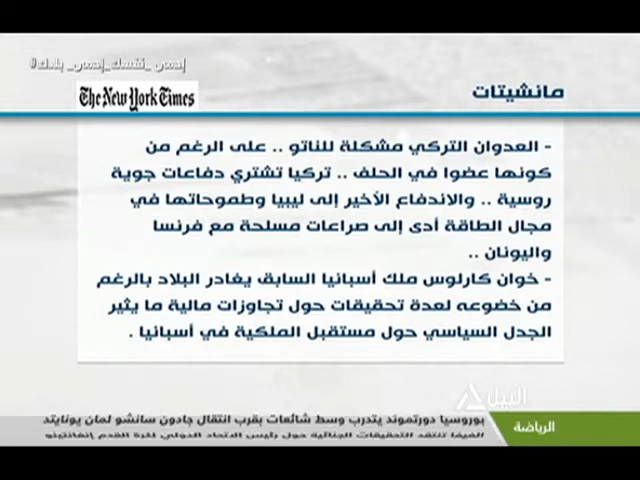 #إحمي_نفسك_إحمي_بلدك
مانشيتات
The New York Times
- العدوان التركي مشكلة للناتو .. على الرغم من
كونها عضوا في الحلف .. تركيا تشتري دفاعات جوية
روسية .. والاندفاع الأخير إلى ليبيا وطموحاتها في
مجال الطاقة أدى إلى صراعات مسلحة مع فرنسا
واليونان ..
- خوان كارلوس ملك أسبانيا السابق يغادر البلاد بالرغم
من خضوعه لعدة تحقيقات حول تجاوزات مالية ما يثير
الجدل السياسي حول مستقبل الملكية في أسبانيا .
النيل
الرياضة
بوروسيا دورتموند يتدرب وسط شائعات بقرب انتقال جادون سانشو لمان يونايتد
الفيفا تنتقد التحقيقات الجنائية حول رئيس الاتحاد الدولي للكرة القدم إنفانتينو